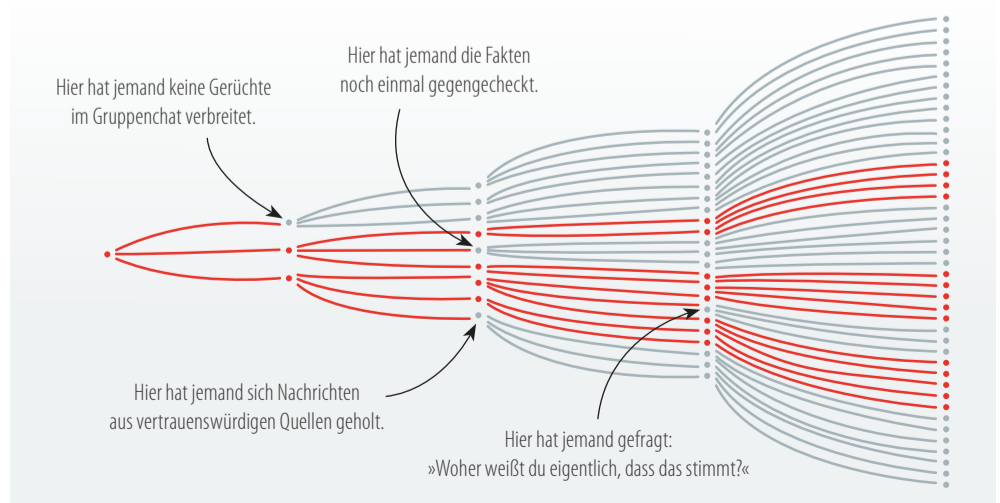 Hier hat jemand die Fakten
noch einmal gegengecheckt.
Hier hat jemand keine Gerüchte
im Gruppenchat verbreitet.
Hier hat jemand sich Nachrichten
aus vertrauenswürdigen Quellen geholt.
Hier hat jemand gefragt:
»Woher weißt du eigentlich, dass das stimmt?«